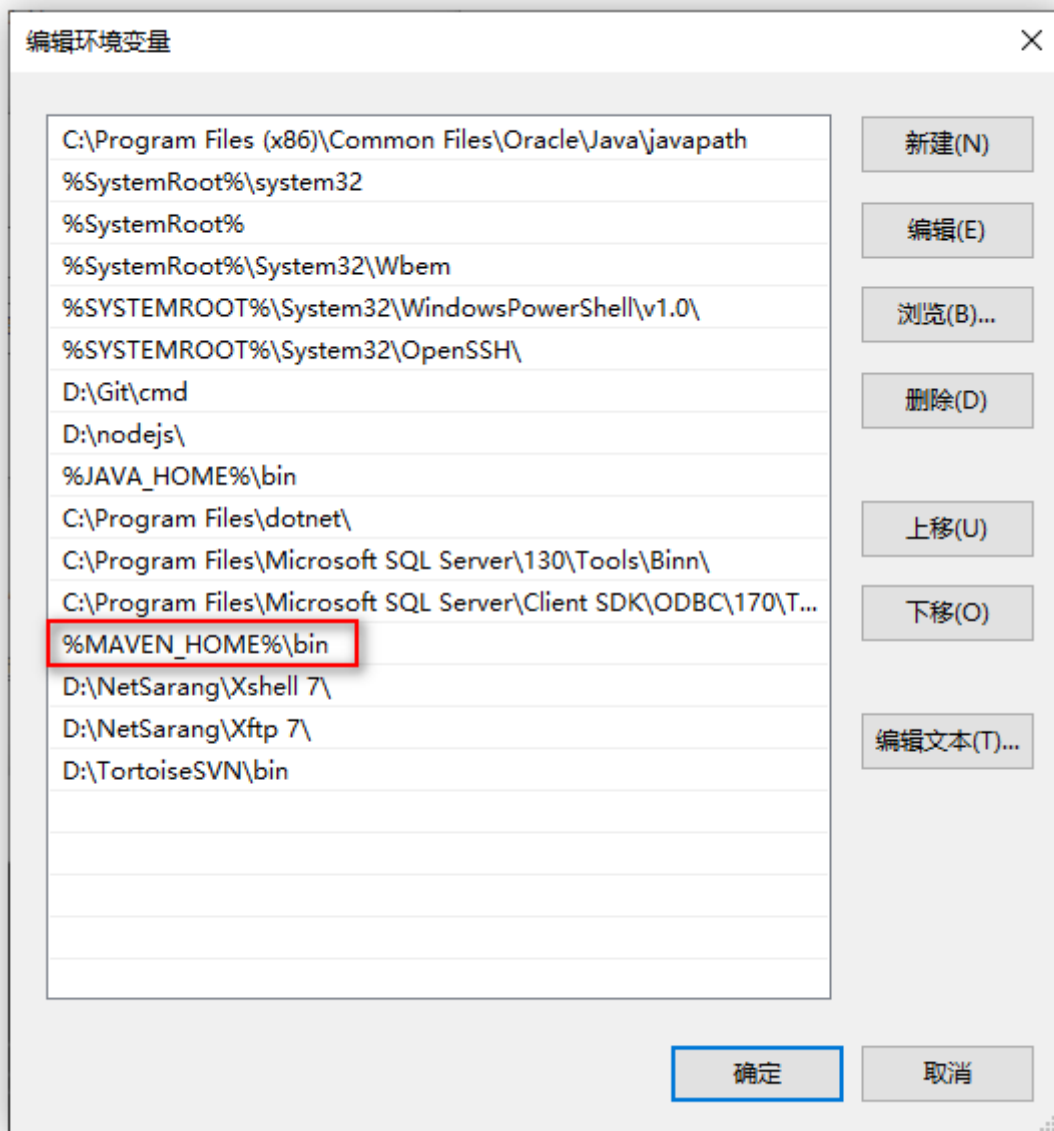 编辑环境变量
C:\Program Files (x86)\Common Files\Oracle\Java\javapath
%SystemRoot%\system32
%SystemRoot%
%SystemRoot%\System32\Wbem
%SYSTEMROOT%\System32\WindowsPowerShell\v1.0\
%SYSTEMROOT%\System32\OpenSSH\
D:\Git\cmd
D:\nodejs\
%JAVA_HOME%\bin
C:\Program Files\dotnet\
C:\Program Files\Microsoft SQL Server\130\Tools\Binn\
C:\Program Files\Microsoft SQL Server\Client SDK\ODBC\170\T...
%MAVEN_HOME%\bin
D:\NetSarang\Xshell 7\
D:\NetSarang\Xftp 7\
D:\TortoiseSVN\bin
新建(N)
编辑(E)
浏览(B)...
删除(D)
上移(U)
下移(O)
编辑文本(T)...
确定
取消